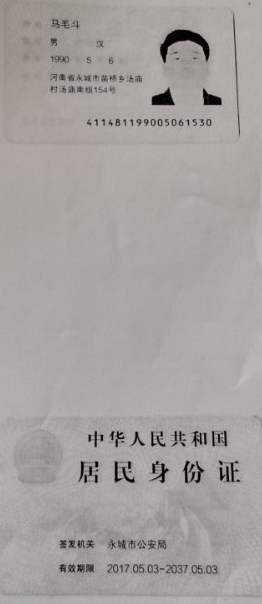 马毛斗
男 汉
1990 5 6
河南省永城市苗桥乡汤庙
村汤庙南组154号
411481199005061530
中华人民共和国
居民身份证
签发机关 永城市公安局
有效期限 2017.05.03-2037.05.03